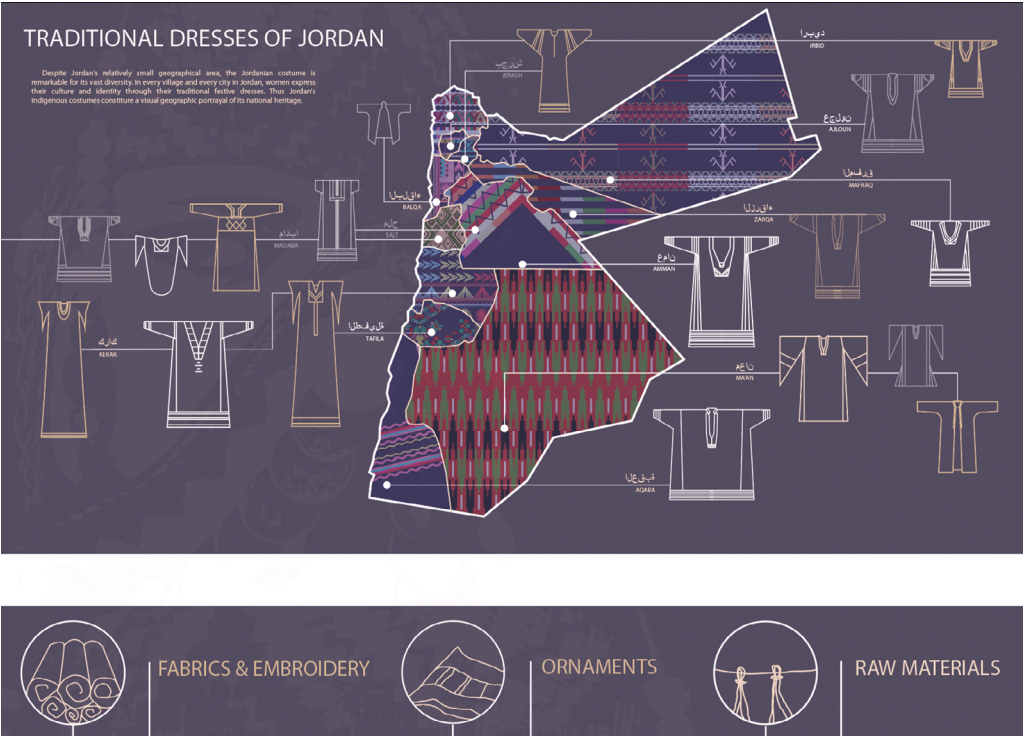 TRADITIONAL DRESSES OF JORDAN
Despite Jordan's relatively small geographical area, the Jordanian costume is
remarkable for its vast diversity. In every village and every city in Jordan, women express
their culture and identity through their traditional festive dresses. Thus Jordan's
indigenous costumes constitute a visual geographic portrayal of its national heritage.
اربيد
IRBID
JERASH
عجلون
AJLOUN
المفرق
MAFRAQ
البلقاء
BALQA
الزرقاء
ZARQA
ملح
SALT
مادبا
MADABA
عمان
AMMAN
الطفيلة
TAFILA
كراك
KERAK
معان
MA'AN
العقبة
AQABA
FABRICS & EMBROIDERY
ORNAMENTS
RAW MATERIALS